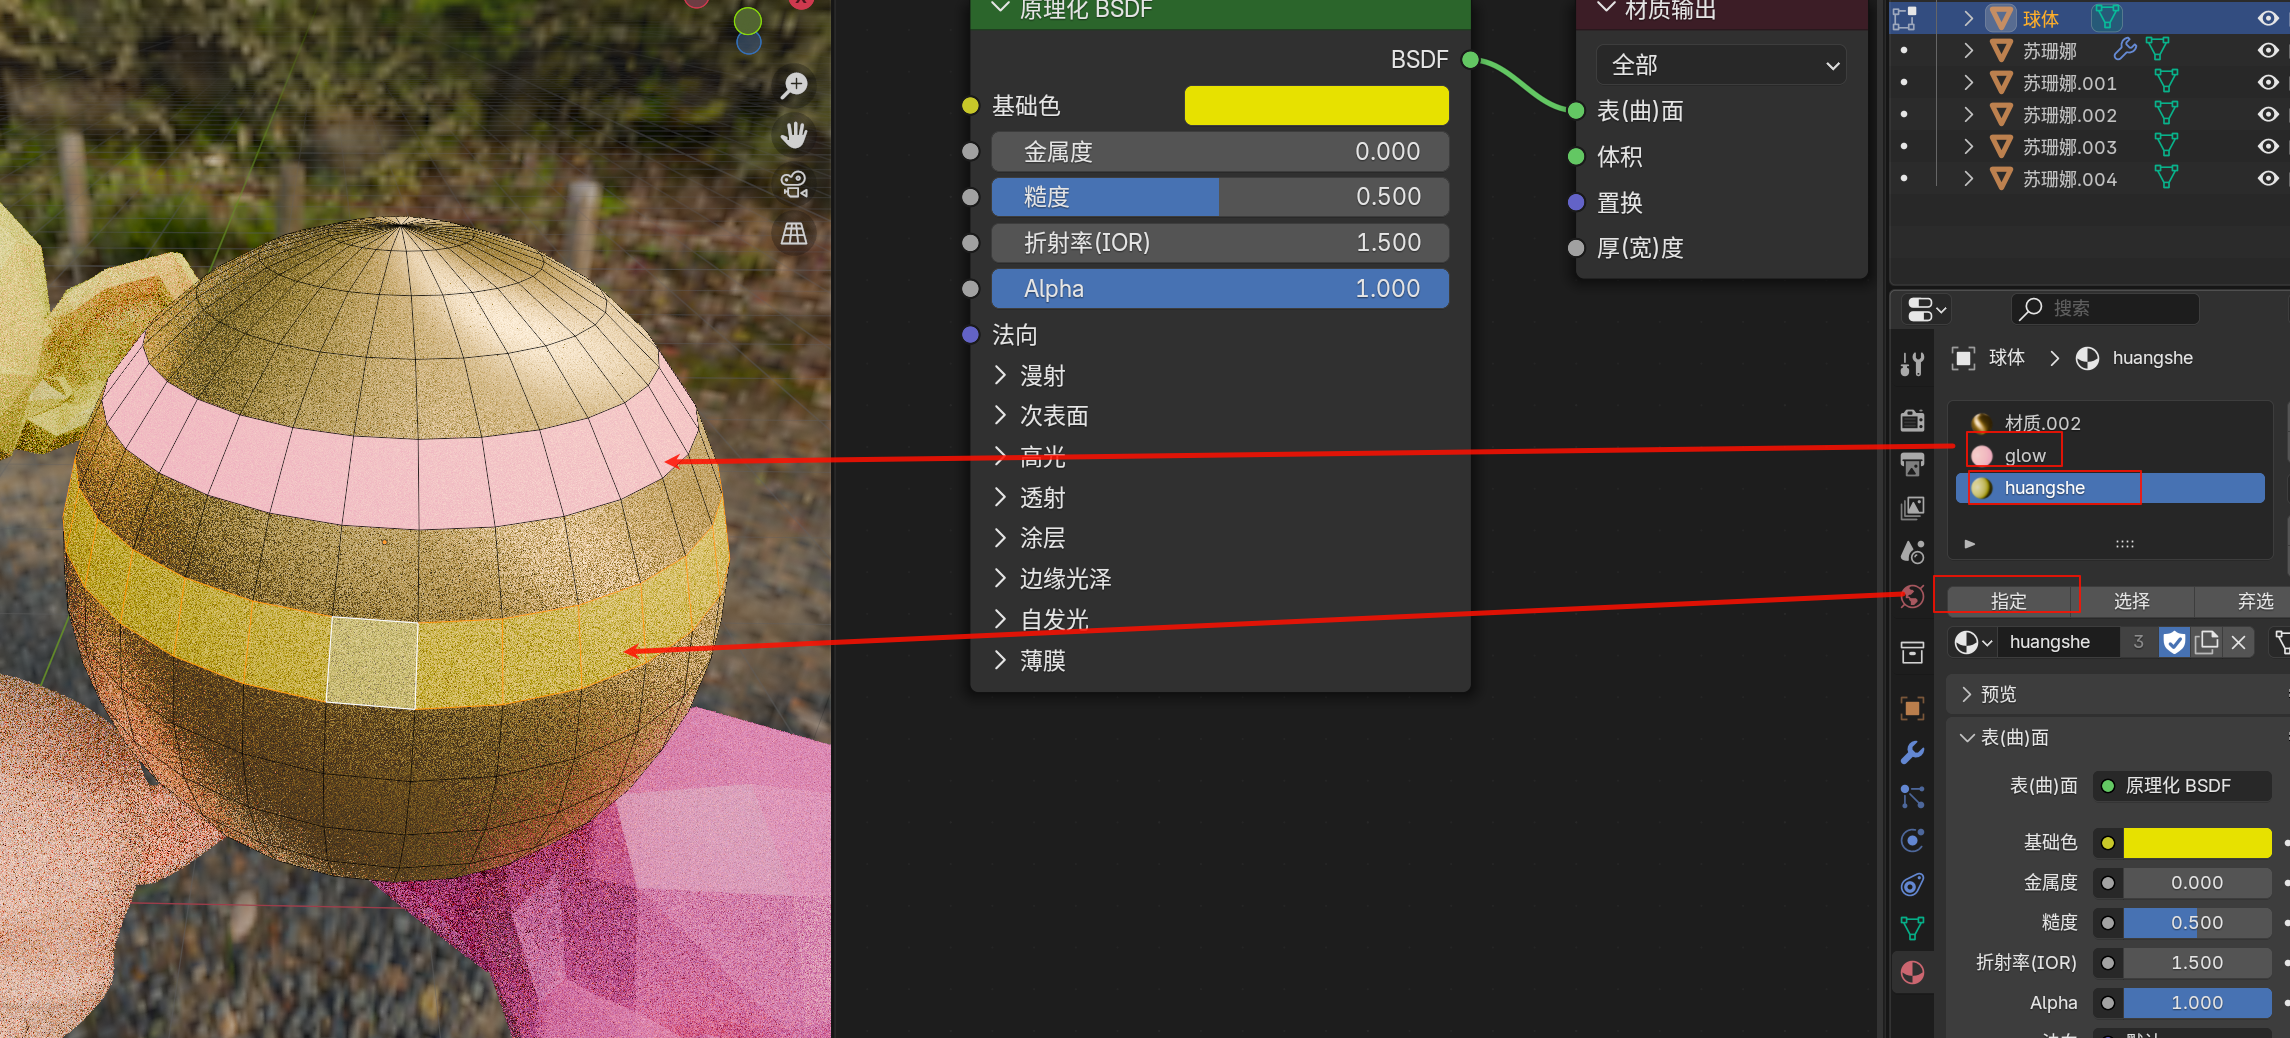 原理化 BSDF
BSDF
基础色
金属度 0.000
糙度 0.500
折射率(IOR) 1.500
Alpha 1.000
法向
漫射
次表面
高光
透射
涂层
边缘光泽
自发光
薄膜
材质输出
全部
表(曲)面
体积
置换
厚(宽)度
球体
苏珊娜
苏珊娜.001
苏珊娜.002
苏珊娜.003
苏珊娜.004
搜索
球体 huangshe
材质.002
glow
huangshe
指定 选择 弃选
huangshe 3
预览
表(曲)面
表(曲)面 原理化 BSDF
基础色
金属度 0.000
糙度 0.500
折射率(IOR) 1.500
Alpha 1.000